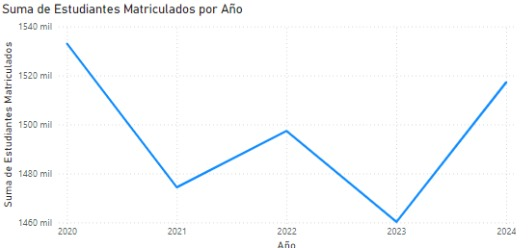 Suma de Estudiantes Matriculados por Año
Suma de Estudiantes Matriculados
1540 mil
1520 mil
1500 mil
1480 mil
1460 mil
2020 2021 2022 2023 2024
Año